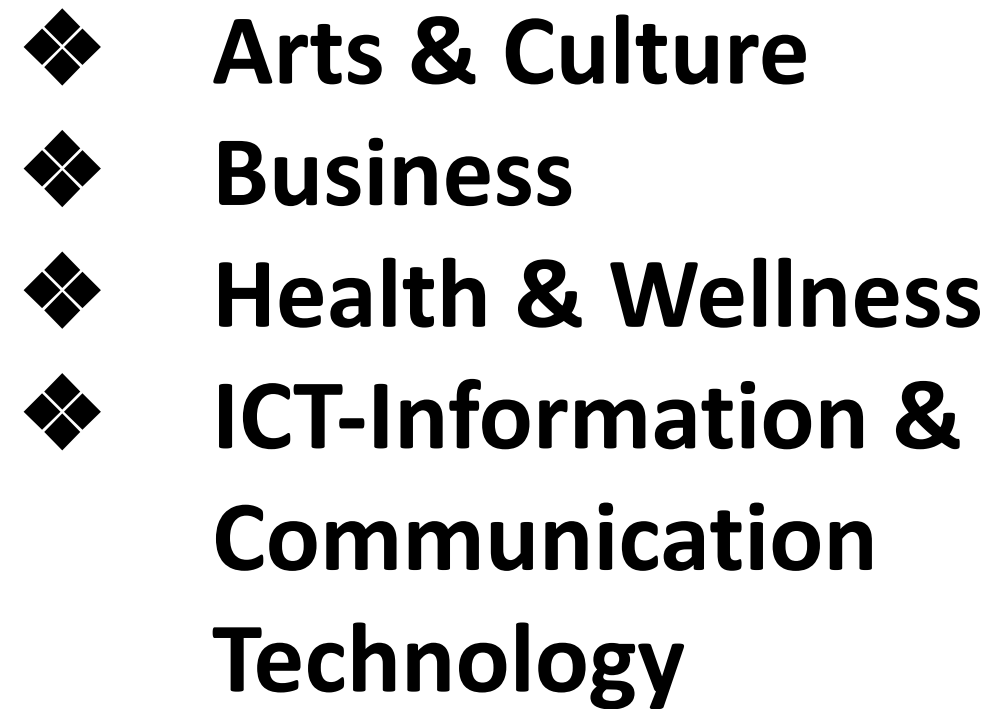 ❖ Arts & Culture
❖ Business
❖ Health & Wellness
❖ ICT-Information &
Communication
Technology